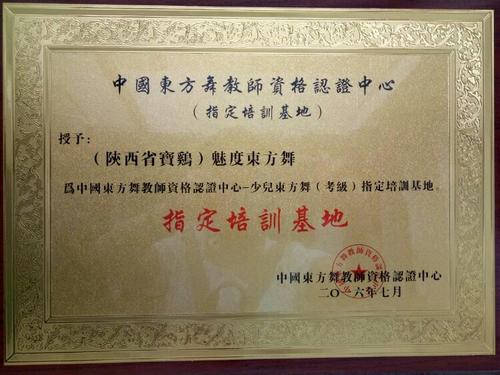 中國東方舞教師資格認證中心
（指定培訓基地）
授予：
（陝西省寶鷄）魅度東方舞
爲中國東方舞教師資格認證中心-少兒東方舞（考級）指定培訓基地。
指定培訓基地
中國東方舞教師資格認證中心
二〇一六年七月